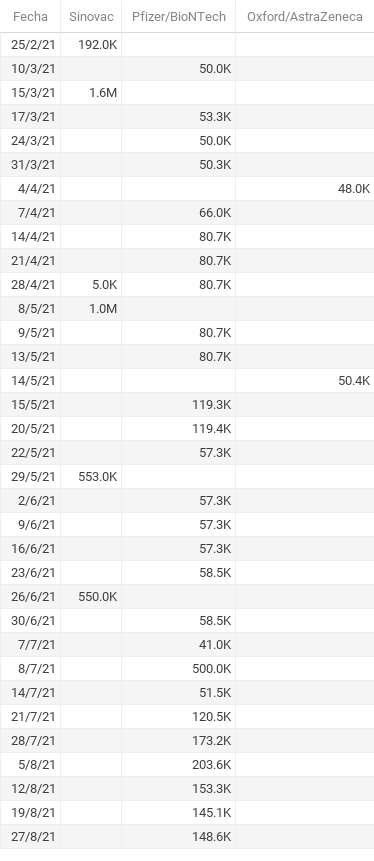 Fecha Sinovac Pfizer/BioNTech Oxford/AstraZeneca
25/2/21 192.0K
10/3/21 50.0K
15/3/21 1.6M
17/3/21 53.3K
24/3/21 50.0K
31/3/21 50.3K
4/4/21 48.0K
7/4/21 66.0K
14/4/21 80.7K
21/4/21 80.7K
28/4/21 5.0K 80.7K
8/5/21 1.0M
9/5/21 80.7K
13/5/21 80.7K
14/5/21 50.4K
15/5/21 119.3K
20/5/21 119.4K
22/5/21 57.3K
29/5/21 553.0K
2/6/21 57.3K
9/6/21 57.3K
16/6/21 57.3K
23/6/21 58.5K
26/6/21 550.0K
30/6/21 58.5K
7/7/21 41.0K
8/7/21 500.0K
14/7/21 51.5K
21/7/21 120.5K
28/7/21 173.2K
5/8/21 203.6K
12/8/21 153.3K
19/8/21 145.1K
27/8/21 148.6K